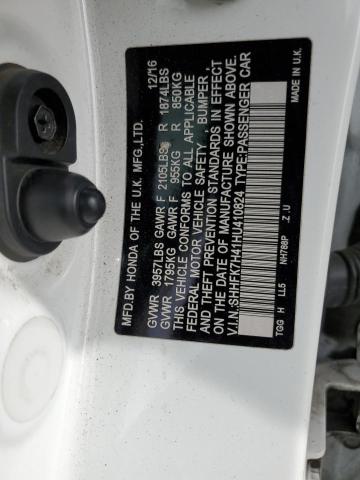 MFD.BY HONDA OF THE U.K. MFG.,LTD. 12/16
GVWR 3957LBS GAWR F 2105LBS R 1874LBS
GVWR 1795KG GAWR F 955KG R 850KG
THIS VEHICLE CONFORMS TO ALL APPLICABLE
FEDERAL MOTOR VEHICLE SAFETY , BUMPER ,
AND THEFT PREVENTION STANDARDS IN EFFECT
ON THE DATE OF MANUFACTURE SHOWN ABOVE.
V.I.N.:SHHFK7H41HU410924 TYPE:PASSENGER CAR
NH788P . Z . U MADE IN U.K.
TGG H LL5